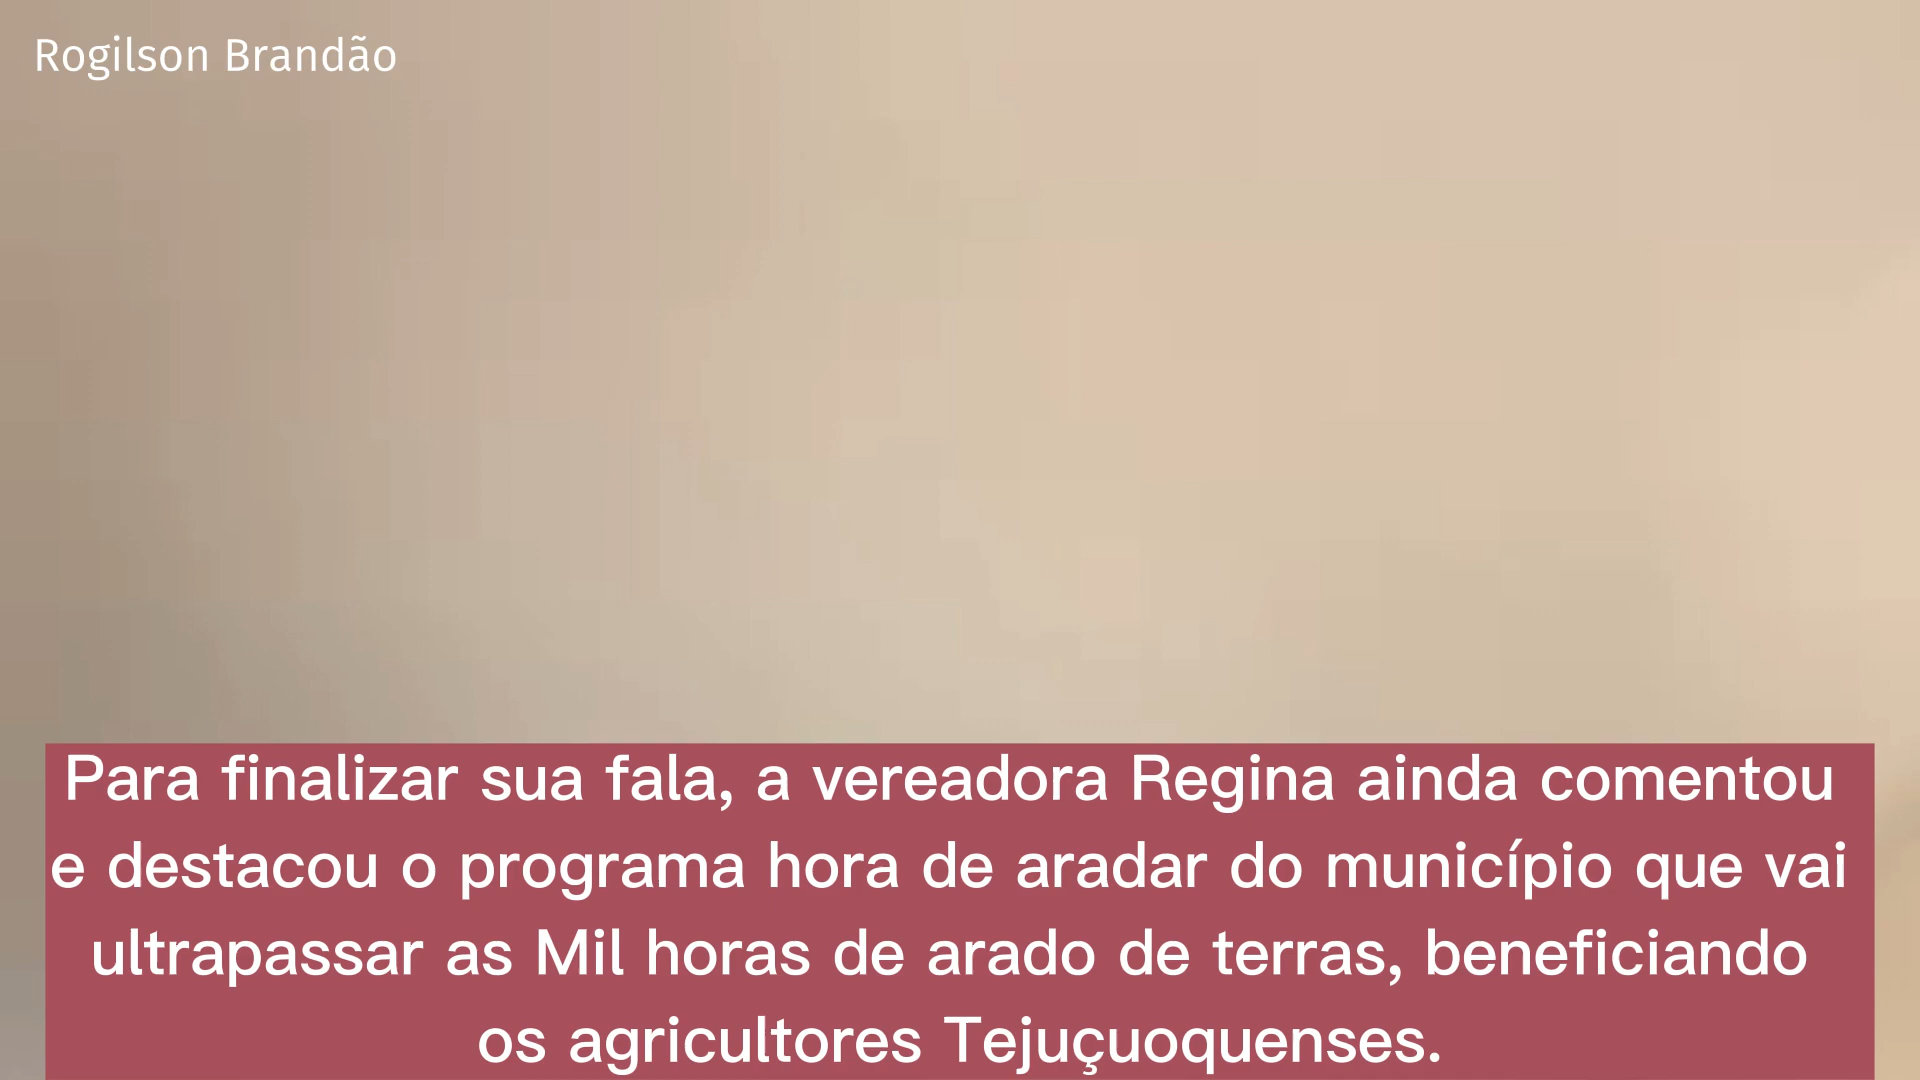 Rogilson Brandão
Para finalizar sua fala, a vereadora Regina ainda comentou
e destacou o programa hora de aradar do município que vai
ultrapassar as Mil horas de arado de terras, beneficiando
os agricultores Tejuçuoquenses.